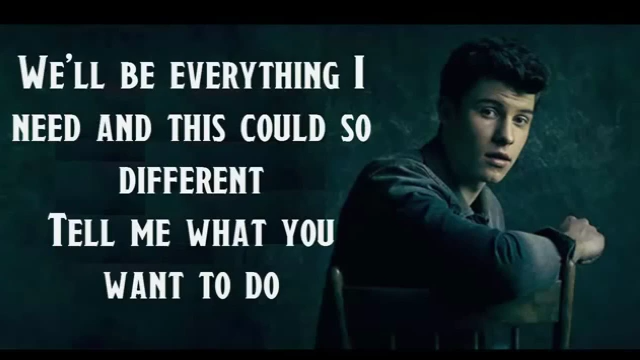 We'll be everything I
need and this could so
different
Tell me what you
want to do